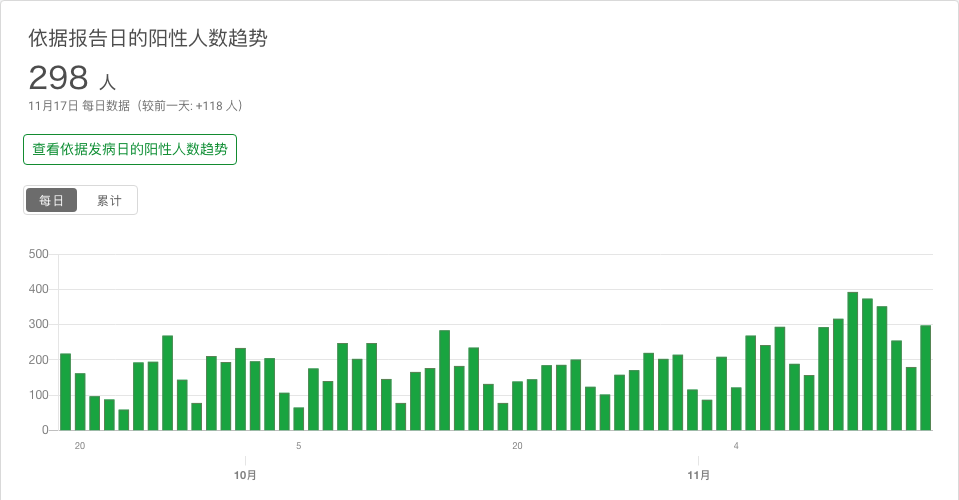 依据报告日的阳性人数趋势
298 人
11月17日 每日数据（较前一天: +118 人）
查看依据发病日的阳性人数趋势
每日 累计
500
400
300
200
100
0
20 5 20 4
10月 11月